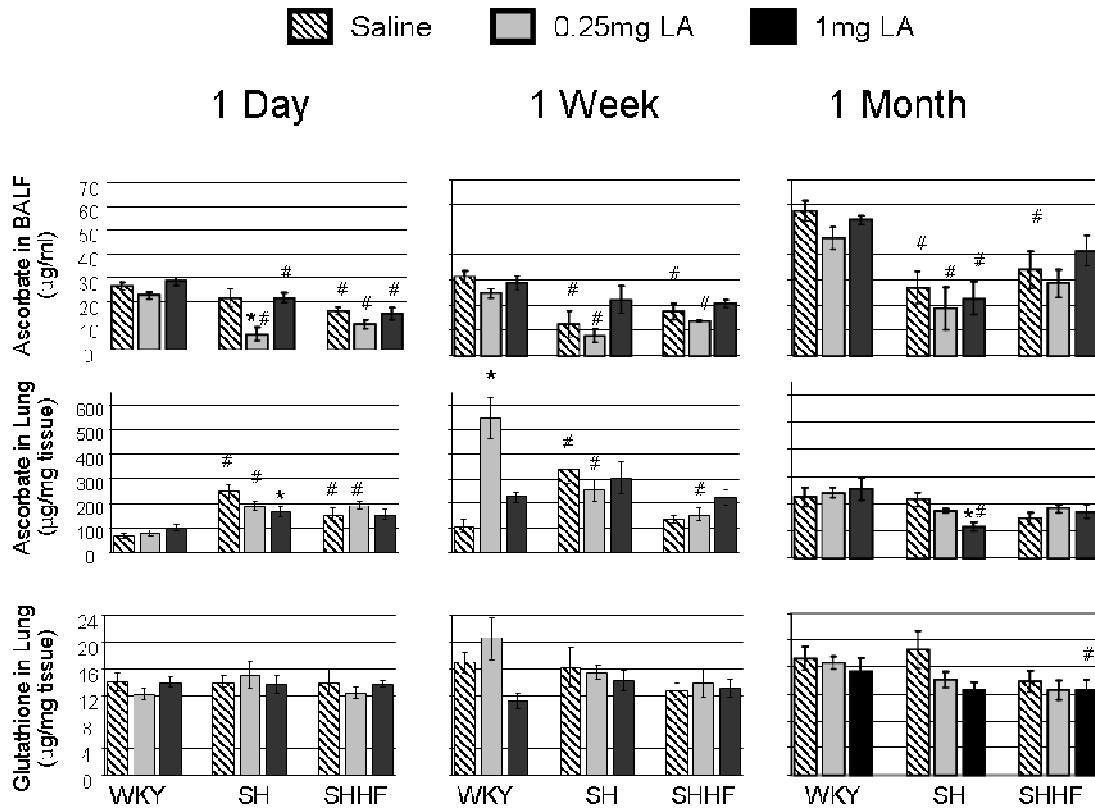 Saline 0.25mg LA 1mg LA
1 Day 1 Week 1 Month
Ascorbate in BALF
(ug/ml)
70
60
50
40
30
20
10
0
# # # #
* #
# # # #
# # # #
Ascorbate in Lung
(µg/mg tissue)
600
500
400
300
200
100
0
# # * # #
* # # #
* #
Glutathione in Lung
(µg/mg tissue)
24
20
16
12
8
4
0
#
WKY SH SHHF WKY SH SHHF WKY SH SHHF